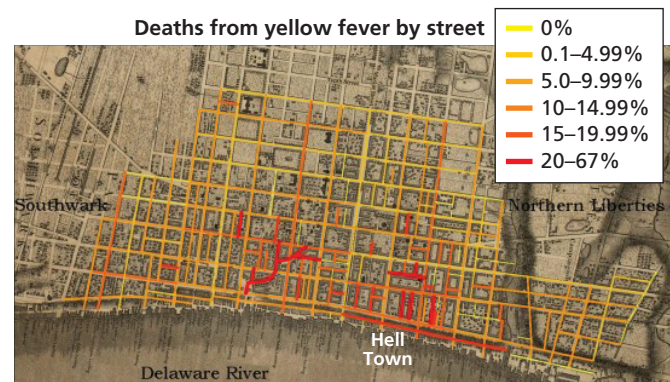 Deaths from yellow fever by street
0%
0.1–4.99%
5.0–9.99%
10–14.99%
15–19.99%
20–67%
Southwark
Northern Liberties
Hell
Town
Delaware River